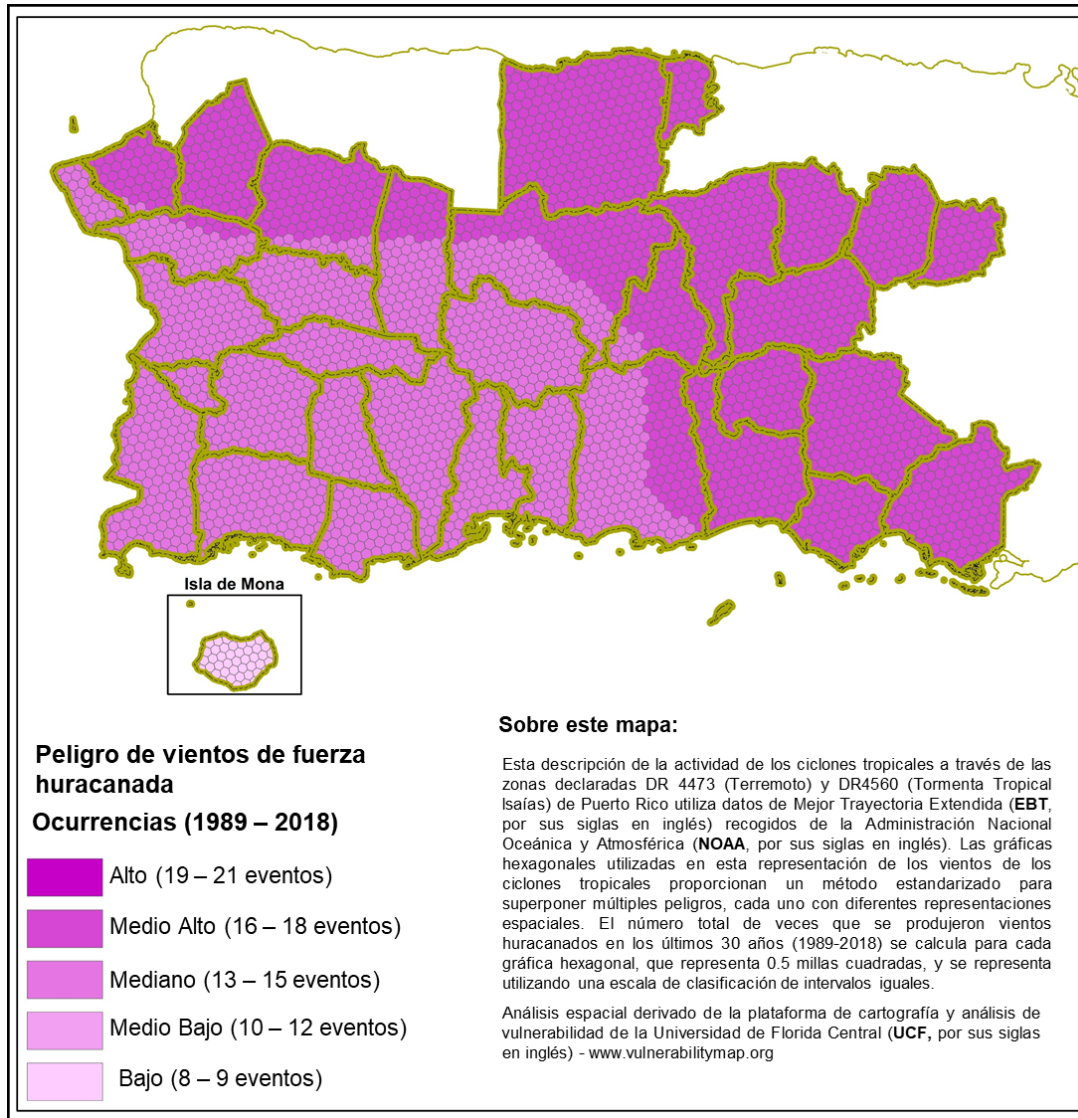 Isla de Mona
Peligro de vientos de fuerza
huracanada
Ocurrencias (1989 – 2018)
Alto (19 – 21 eventos)
Medio Alto (16 – 18 eventos)
Mediano (13 – 15 eventos)
Medio Bajo (10 – 12 eventos)
Bajo (8 – 9 eventos)
Sobre este mapa:
Esta descripción de la actividad de los ciclones tropicales a través de las
zonas declaradas DR 4473 (Terremoto) y DR4560 (Tormenta Tropical
Isaías) de Puerto Rico utiliza datos de Mejor Trayectoria Extendida (EBT,
por sus siglas en inglés) recogidos de la Administración Nacional
Oceánica y Atmosférica (NOAA, por sus siglas en inglés). Las gráficas
hexagonales utilizadas en esta representación de los vientos de los
ciclones tropicales proporcionan un método estandarizado para
superponer múltiples peligros, cada uno con diferentes representaciones
espaciales. El número total de veces que se produjeron vientos
huracanados en los últimos 30 años (1989-2018) se calcula para cada
gráfica hexagonal, que representa 0.5 millas cuadradas, y se representa
utilizando una escala de clasificación de intervalos iguales.
Análisis espacial derivado de la plataforma de cartografía y análisis de
vulnerabilidad de la Universidad de Florida Central (UCF, por sus siglas
en inglés) - www.vulnerabilitymap.org